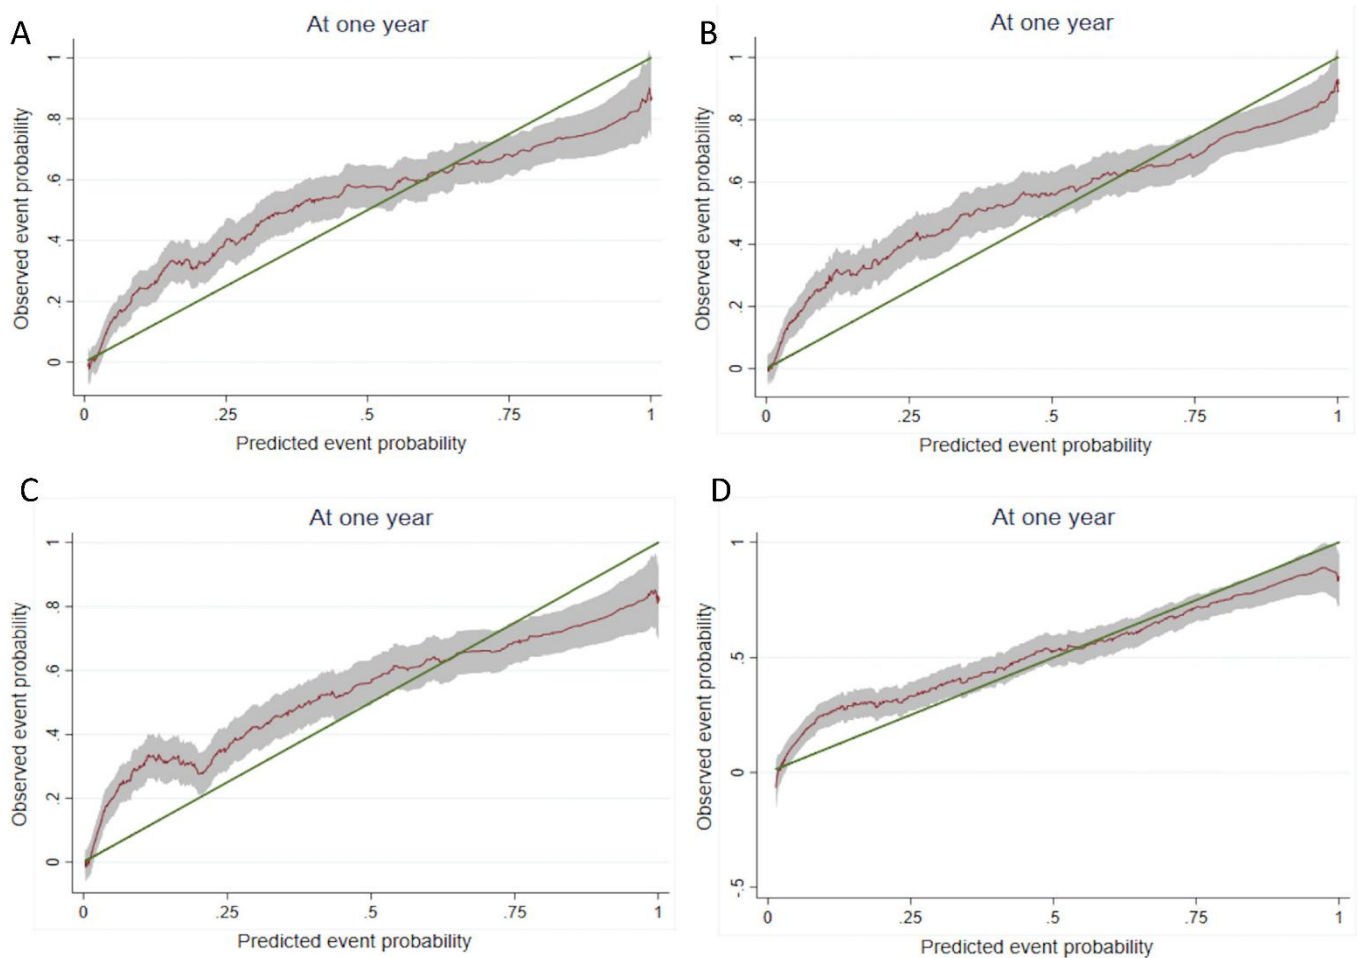 A
At one year
Observed event probability
1
.8
.6
.4
.2
0
0 .25 .5 .75 1
Predicted event probability
B
At one year
Observed event probability
1
.8
.6
.4
.2
0
0 .25 .5 .75 1
Predicted event probability
C
At one year
Observed event probability
1
.8
.6
.4
.2
0
0 .25 .5 .75 1
Predicted event probability
D
At one year
Observed event probability
1
.5
0
-.5
0 .25 .5 .75 1
Predicted event probability